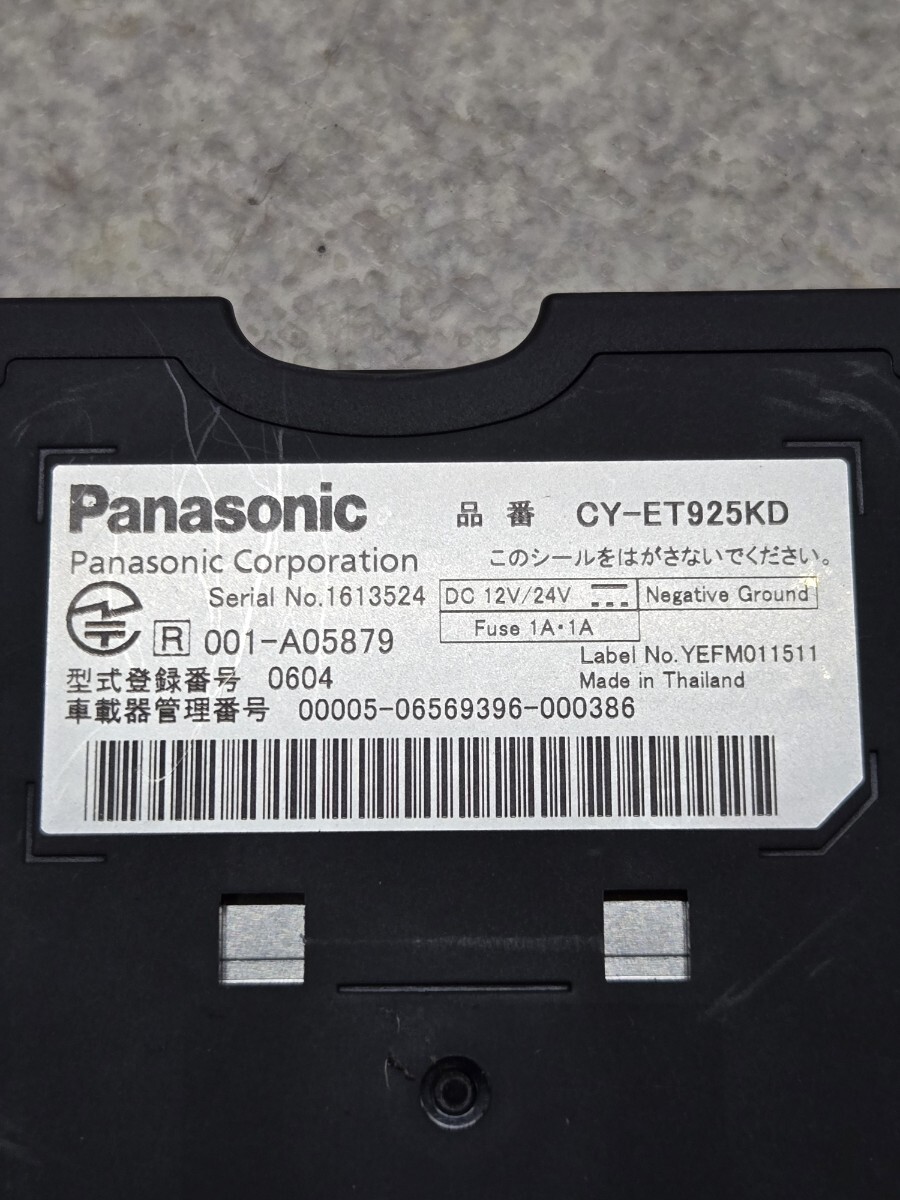 Panasonic
品番 CY-ET925KD
Panasonic Corporation
このシールをはがさないでください。
Serial No.1613524
DC 12V/24V
Negative Ground
Fuse 1A・1A
R 001-A05879
Label No.YEFM011511
型式登録番号 0604
Made in Thailand
車載器管理番号 00005-06569396-000386